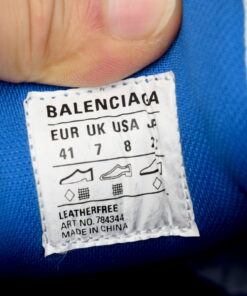 BALENCIAGA
EUR UK USA
41 7 8
LEATHERFREE
ART NO. 784344
MADE IN CHINA